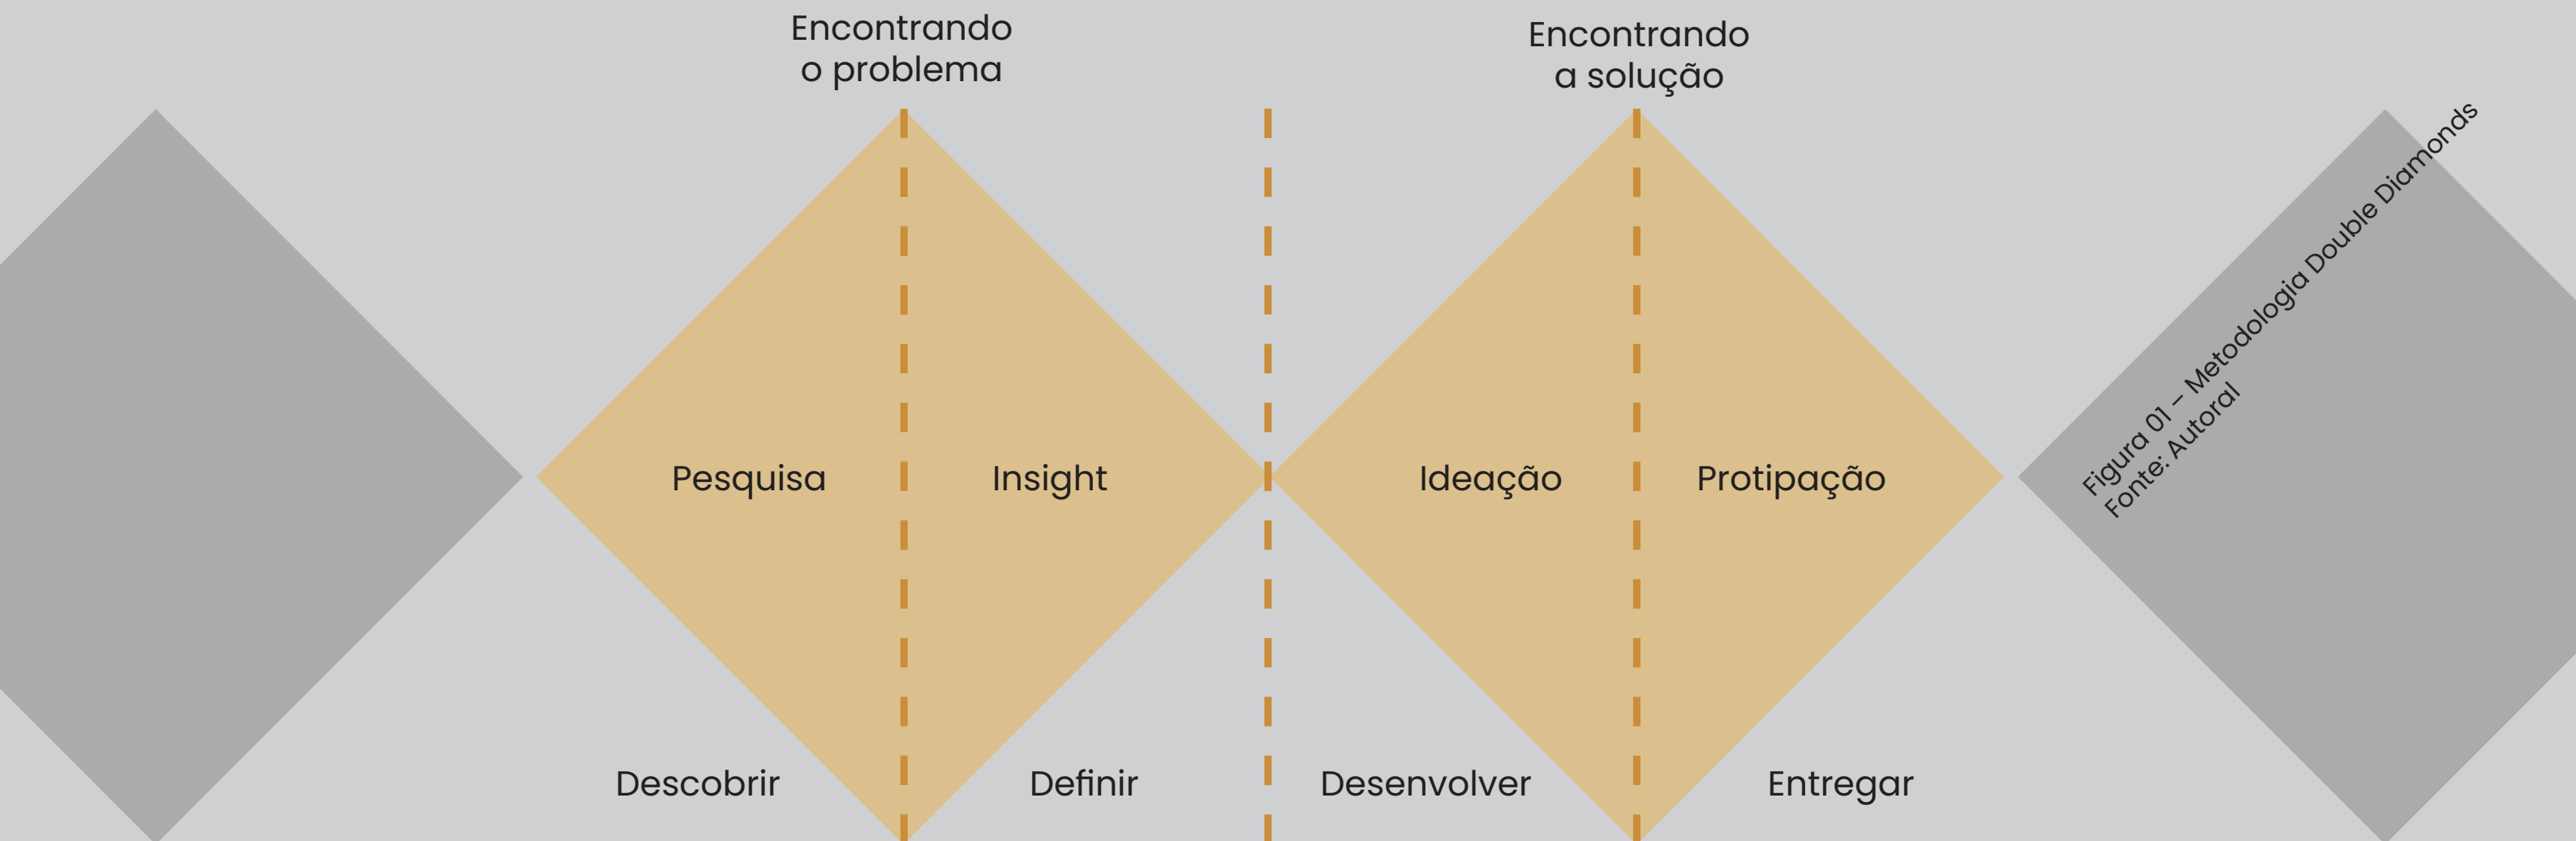 Encontrando
o problema
Encontrando
a solução
Pesquisa
Insight
Ideação
Protipação
Descobrir
Definir
Desenvolver
Entregar
Figura 01 – Metodologia Double Diamonds
Fonte: Autoral